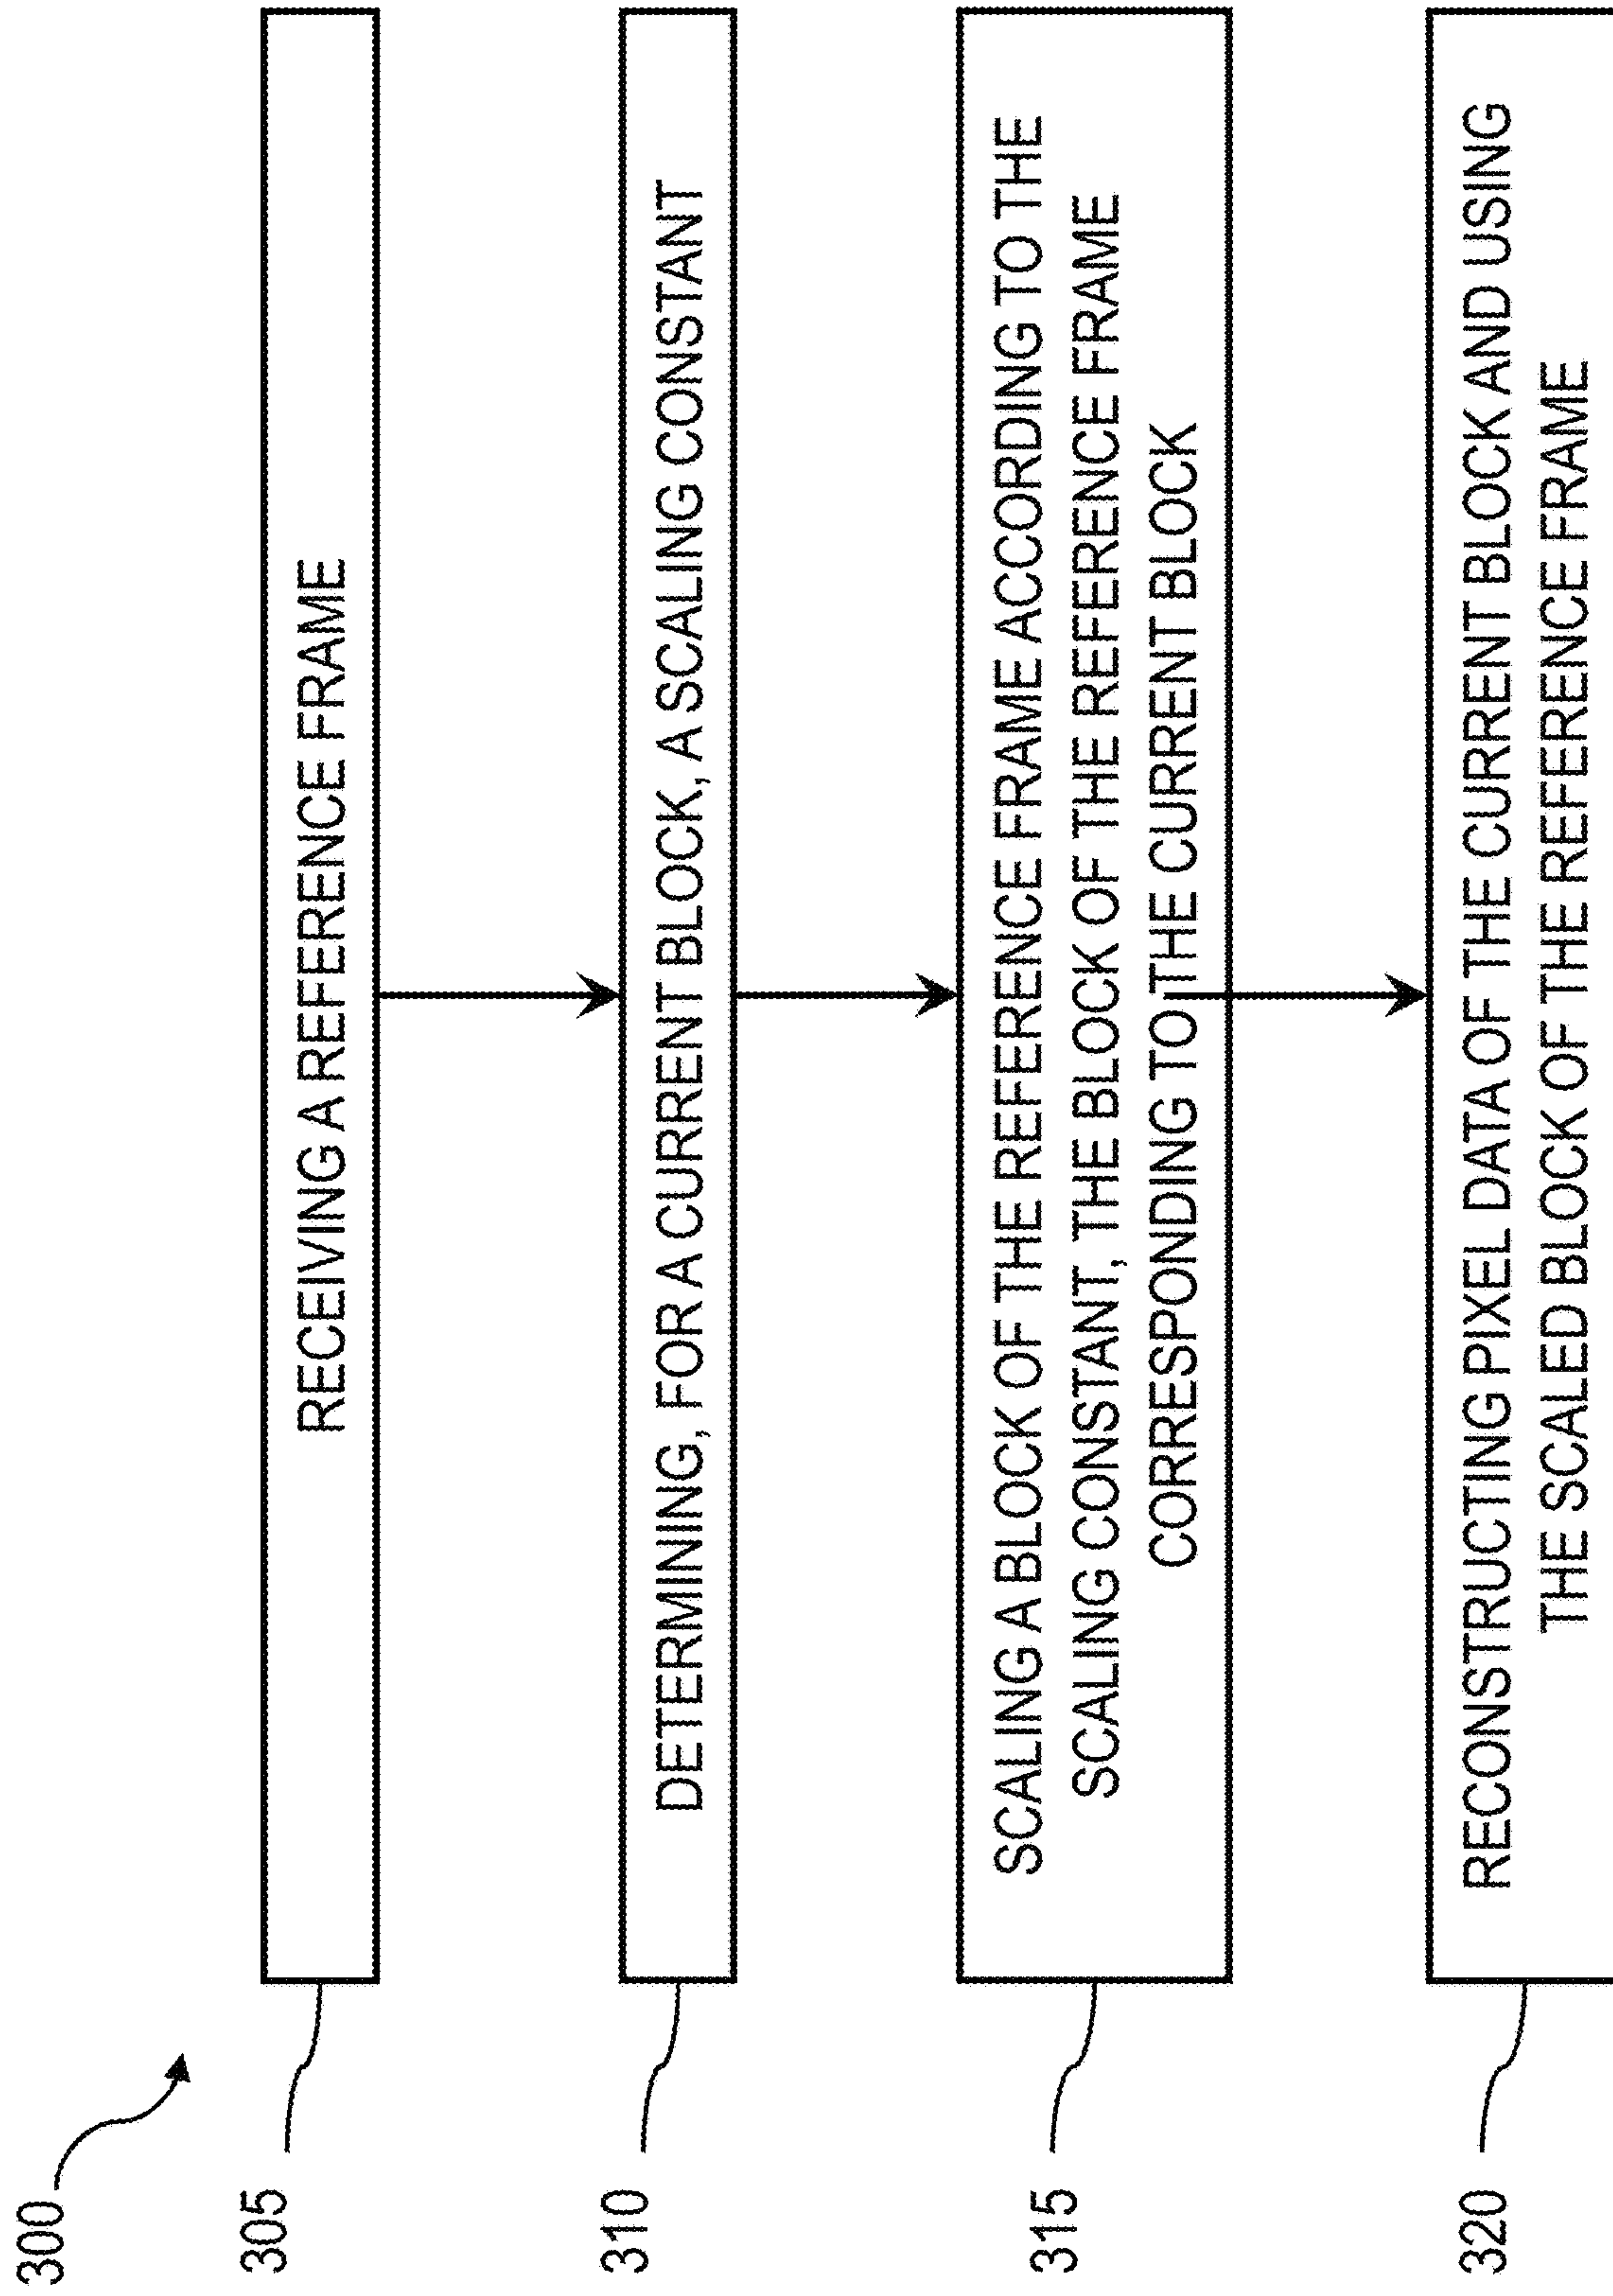 300
305
RECEIVING A REFERENCE FRAME
310
DETERMINING, FOR A CURRENT BLOCK, A SCALING CONSTANT
315
SCALING A BLOCK OF THE REFERENCE FRAME ACCORDING TO THE
SCALING CONSTANT, THE BLOCK OF THE REFERENCE FRAME
CORRESPONDING TO THE CURRENT BLOCK
320
RECONSTRUCTING PIXEL DATA OF THE CURRENT BLOCK AND USING
THE SCALED BLOCK OF THE REFERENCE FRAME